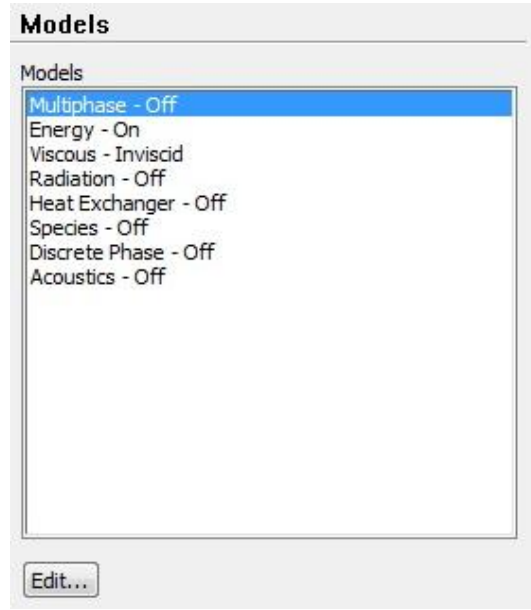 Models
Models
Multiphase - Off
Energy - On
Viscous - Inviscid
Radiation - Off
Heat Exchanger - Off
Species - Off
Discrete Phase - Off
Acoustics - Off
Edit...